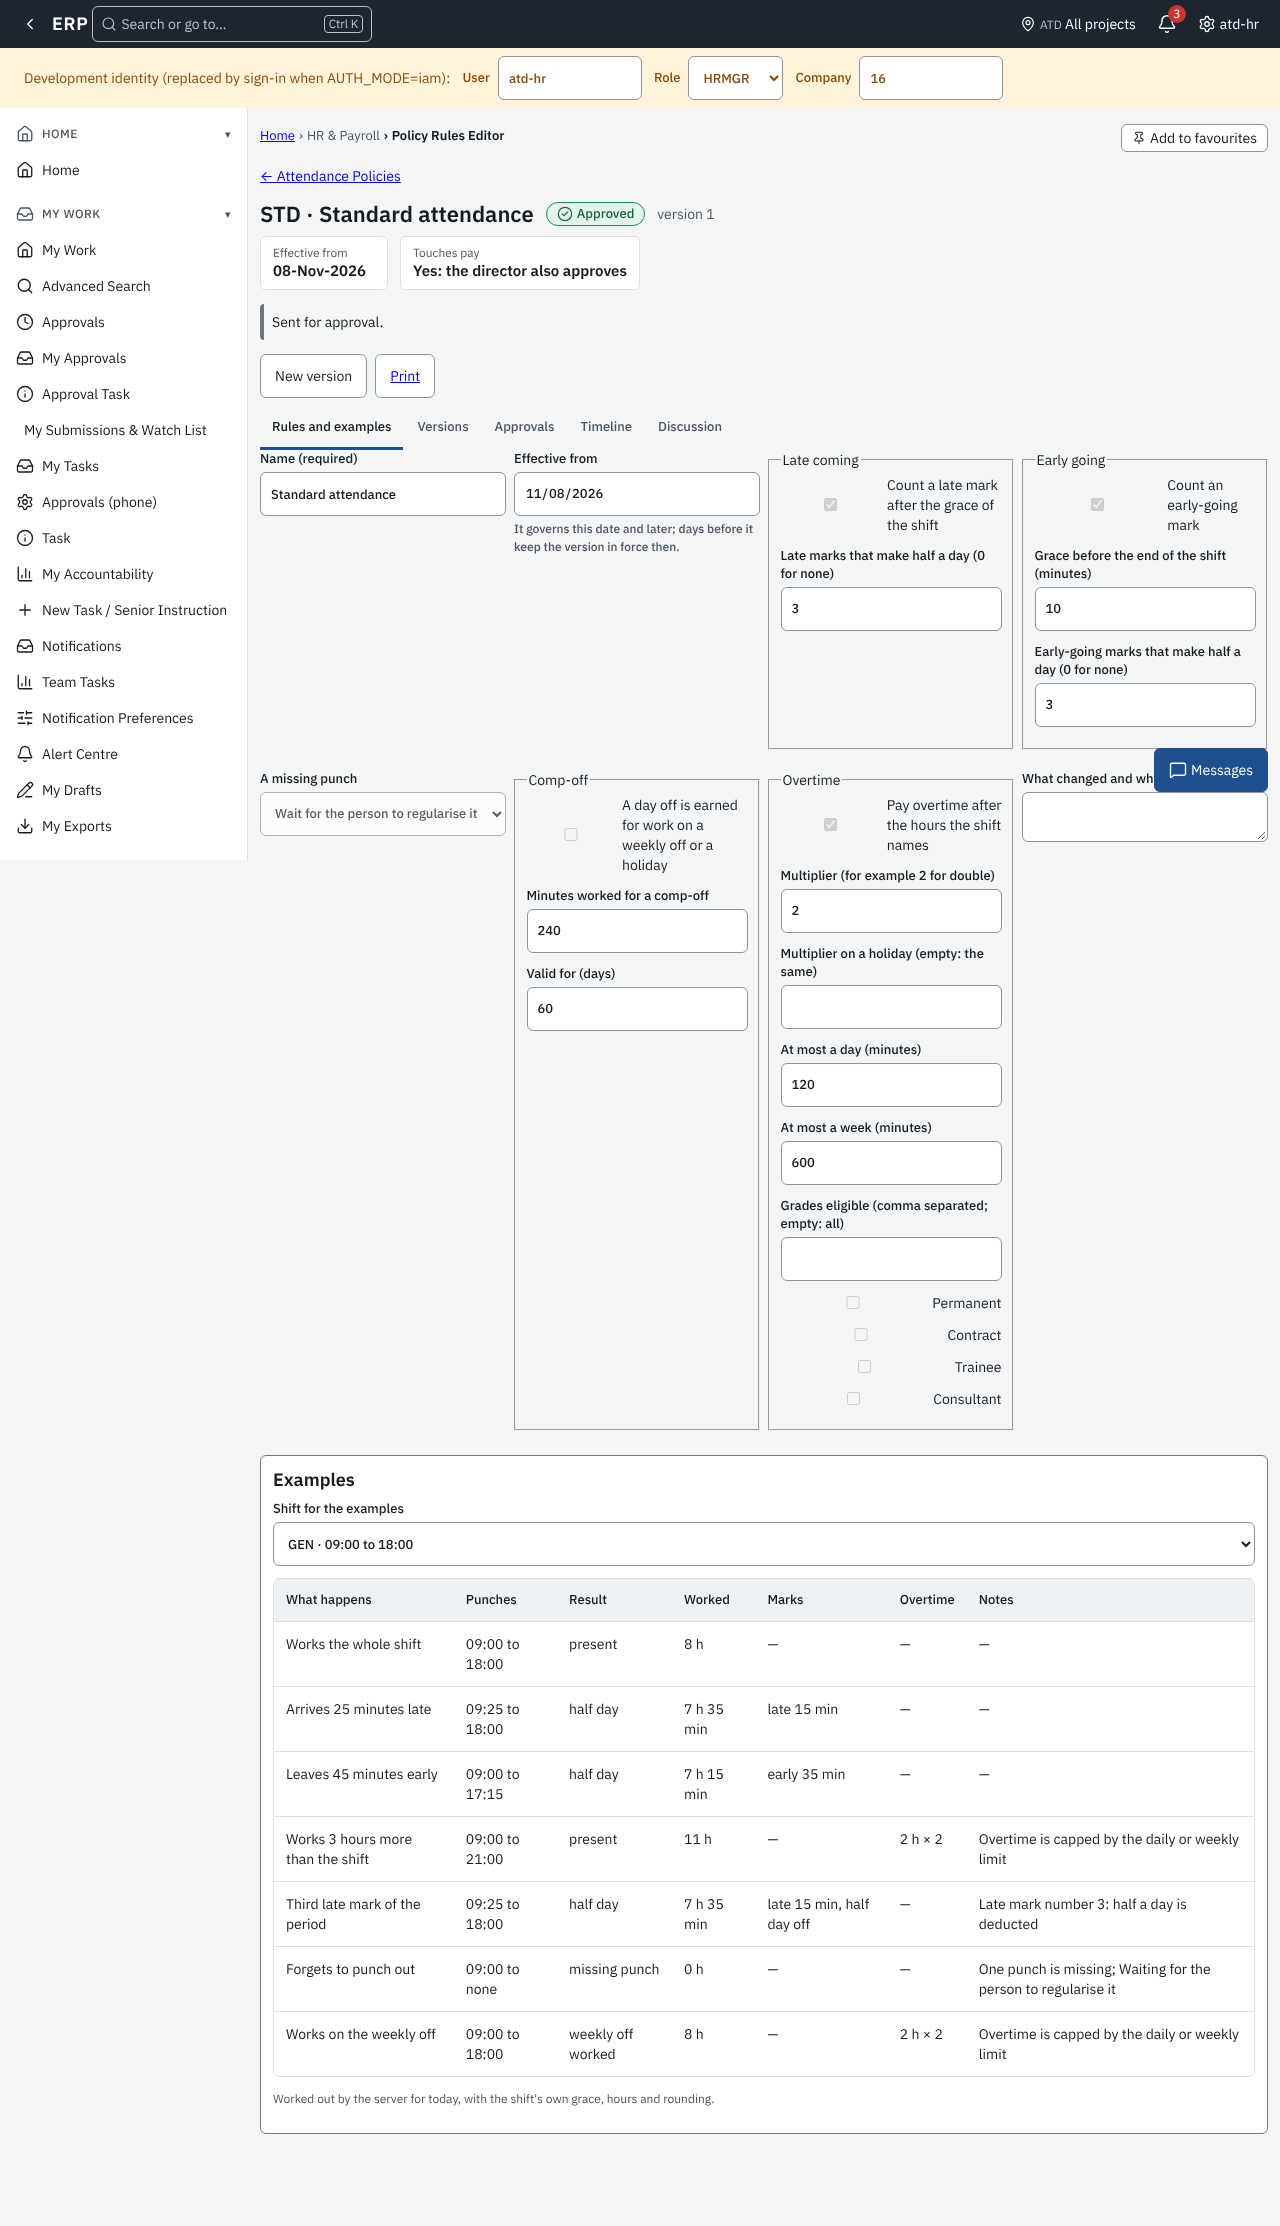 ERP
Search or go to...
Ctrl K
ATD All projects
3
atd-hr
Development identity (replaced by sign-in when AUTH_MODE=iam):
User
atd-hr
Role
HRMGR
Company
16
HOME
Home
MY WORK
My Work
Advanced Search
Approvals
My Approvals
Approval Task
My Submissions & Watch List
My Tasks
Approvals (phone)
Task
My Accountability
New Task / Senior Instruction
Notifications
Team Tasks
Notification Preferences
Alert Centre
My Drafts
My Exports
Home › HR & Payroll › Policy Rules Editor
Add to favourites
← Attendance Policies
STD · Standard attendance
Approved
version 1
Effective from
08-Nov-2026
Touches pay
Yes: the director also approves
Sent for approval.
New version
Print
Rules and examples
Versions
Approvals
Timeline
Discussion
Name (required)
Standard attendance
Effective from
11/08/2026
It governs this date and later; days before it
keep the version in force then.
Late coming
Count a late mark
after the grace of
the shift
Late marks that make half a day (0
for none)
3
Early going
Count an
early-going
mark
Grace before the end of the shift
(minutes)
10
Early-going marks that make half a
day (0 for none)
3
A missing punch
Wait for the person to regularise it
Comp-off
A day off is earned
for work on a
weekly off or a
holiday
Minutes worked for a comp-off
240
Valid for (days)
60
Overtime
Pay overtime after
the hours the shift
names
Multiplier (for example 2 for double)
2
Multiplier on a holiday (empty: the
same)
At most a day (minutes)
120
At most a week (minutes)
600
Grades eligible (comma separated;
empty: all)
Permanent
Contract
Trainee
Consultant
What changed and wh
Messages
Examples
Shift for the examples
GEN · 09:00 to 18:00
What happens Punches Result Worked Marks Overtime Notes
Works the whole shift 09:00 to present 8 h — — —
18:00
Arrives 25 minutes late 09:25 to half day 7 h 35 late 15 min — —
18:00 min
Leaves 45 minutes early 09:00 to half day 7 h 15 early 35 min — —
17:15 min
Works 3 hours more 09:00 to present 11 h — 2 h × 2 Overtime is capped by the daily or weekly
than the shift 21:00 limit
Third late mark of the 09:25 to half day 7 h 35 late 15 min, half — Late mark number 3: half a day is
period 18:00 min day off deducted
Forgets to punch out 09:00 to missing punch 0 h — — One punch is missing; Waiting for the
none person to regularise it
Works on the weekly off 09:00 to weekly off 8 h — 2 h × 2 Overtime is capped by the daily or weekly
18:00 worked limit
Worked out by the server for today, with the shift's own grace, hours and rounding.